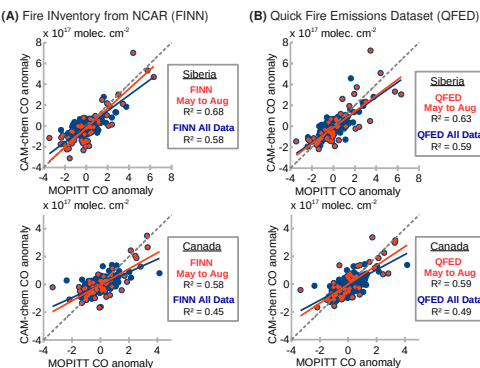 (A) Fire INventory from NCAR (FINN)
(B) Quick Fire Emissions Dataset (QFED)
x 10¹⁷ molec. cm⁻²
CAM-chem CO anomaly
8
6
4
2
0
-2
-4
-4 -2 0 2 4 6 8
MOPITT CO anomaly
Siberia
FINN
May to Aug
R² = 0.68
FINN All Data
R² = 0.58
x 10¹⁷ molec. cm⁻²
CAM-chem CO anomaly
8
6
4
2
0
-2
-4
-4 -2 0 2 4 6 8
MOPITT CO anomaly
Siberia
QFED
May to Aug
R² = 0.63
QFED All Data
R² = 0.59
x 10¹⁷ molec. cm⁻²
CAM-chem CO anomaly
4
2
0
-2
-4
-4 -2 0 2 4
MOPITT CO anomaly
Canada
FINN
May to Aug
R² = 0.58
FINN All Data
R² = 0.45
x 10¹⁷ molec. cm⁻²
CAM-chem CO anomaly
4
2
0
-2
-4
-4 -2 0 2 4
MOPITT CO anomaly
Canada
QFED
May to Aug
R² = 0.59
QFED All Data
R² = 0.49